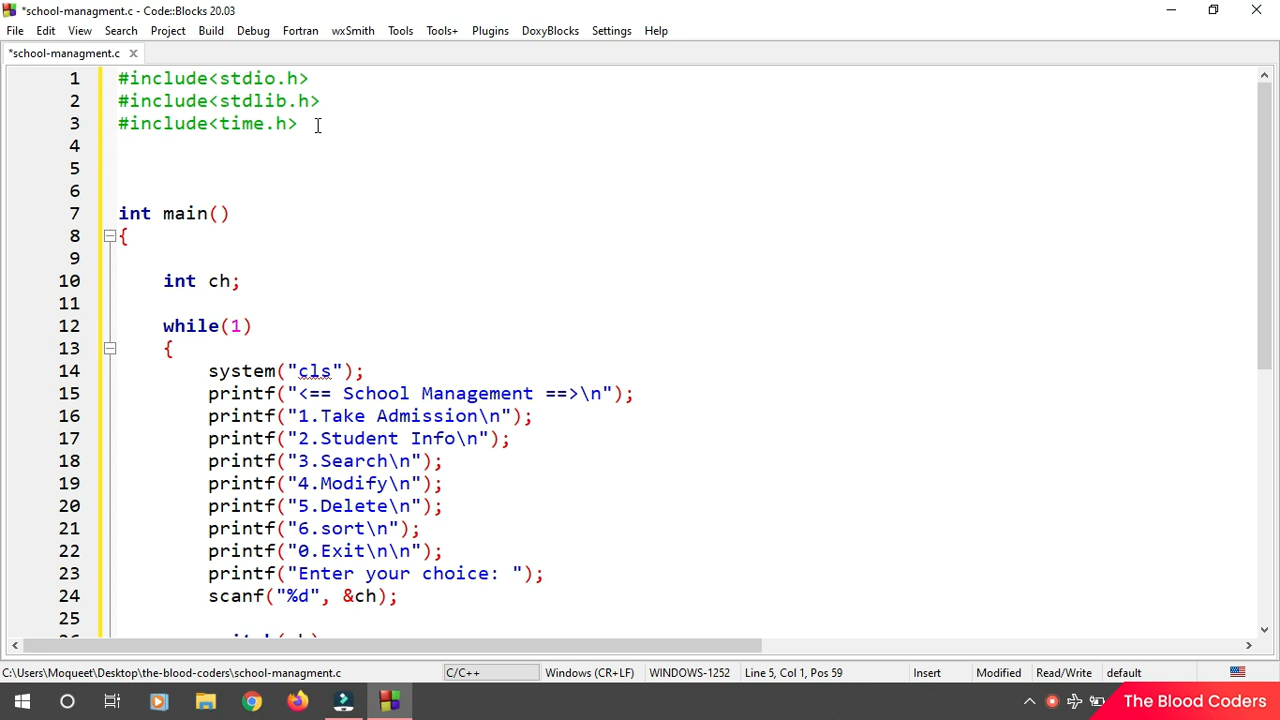 *school-managment.c - Code::Blocks 20.03
File Edit View Search Project Build Debug Fortran wxSmith Tools Tools+ Plugins DoxyBlocks Settings Help
*school-managment.c
1 #include<stdio.h>
2 #include<stdlib.h>
3 #include<time.h>
4
5
6
7 int main()
8 {
9
10 int ch;
11
12 while(1)
13 {
14 system("cls");
15 printf("<== School Management ==>\n");
16 printf("1.Take Admission\n");
17 printf("2.Student Info\n");
18 printf("3.Search\n");
19 printf("4.Modify\n");
20 printf("5.Delete\n");
21 printf("6.sort\n");
22 printf("0.Exit\n\n");
23 printf("Enter your choice: ");
24 scanf("%d", &ch);
25
C:\Users\Moqueet\Desktop\the-blood-coders\school-managment.c C/C++ Windows (CR+LF) WINDOWS-1252 Line 5, Col 1, Pos 59 Insert Modified Read/Write default
The Blood Coders